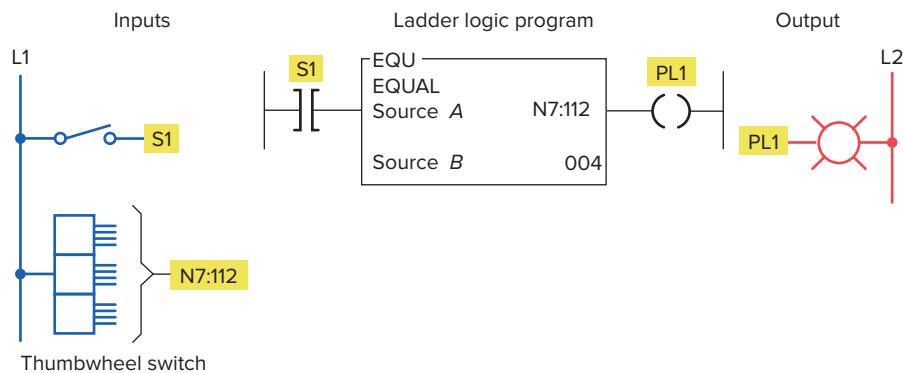 Inputs
Ladder logic program
Output
L1
L2
S1
S1
EQU
EQUAL
Source A N7:112
Source B 004
PL1
PL1
N7:112
Thumbwheel switch